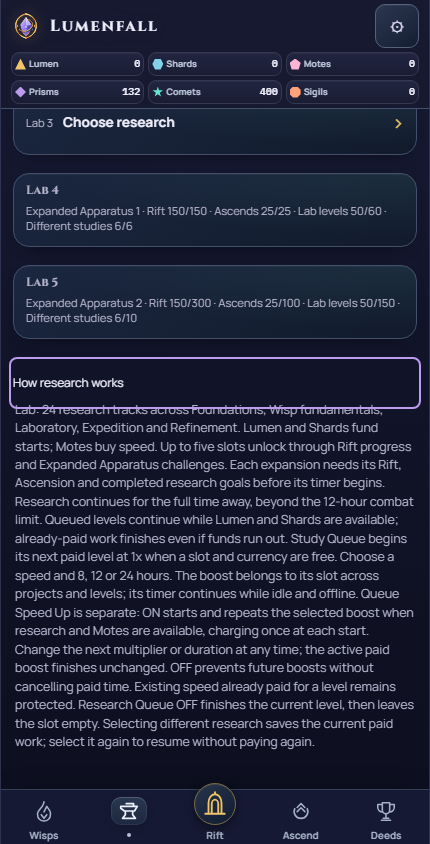 LUMENFALL
Lumen 0
Shards 0
Motes 0
Prisms 132
Comets 400
Sigils 0
Lab 3 Choose research
LAB 4
Expanded Apparatus 1 · Rift 150/150 · Ascends 25/25 · Lab levels 50/60 ·
Different studies 6/6
LAB 5
Expanded Apparatus 2 · Rift 150/300 · Ascends 25/100 · Lab levels 50/150 ·
Different studies 6/10
How research works
Lab: 24 research tracks across Foundations, Wisp fundamentals,
Laboratory, Expedition and Refinement. Lumen and Shards fund
starts; Motes buy speed. Up to five slots unlock through Rift progress
and Expanded Apparatus challenges. Each expansion needs its Rift,
Ascension and completed research goals before its timer begins.
Research continues for the full time away, beyond the 12-hour combat
limit. Queued levels continue while Lumen and Shards are available;
already-paid work finishes even if funds run out. Study Queue begins
its next paid level at 1x when a slot and currency are free. Choose a
speed and 8, 12 or 24 hours. The boost belongs to its slot across
projects and levels; its timer continues while idle and offline. Queue
Speed Up is separate: ON starts and repeats the selected boost when
research and Motes are available, charging once at each start.
Change the next multiplier or duration at any time; the active paid
boost finishes unchanged. OFF prevents future boosts without
cancelling paid time. Existing speed already paid for a level remains
protected. Research Queue OFF finishes the current level, then leaves
the slot empty. Selecting different research saves the current paid
work; select it again to resume without paying again.
Wisps
Rift
Ascend
Deeds